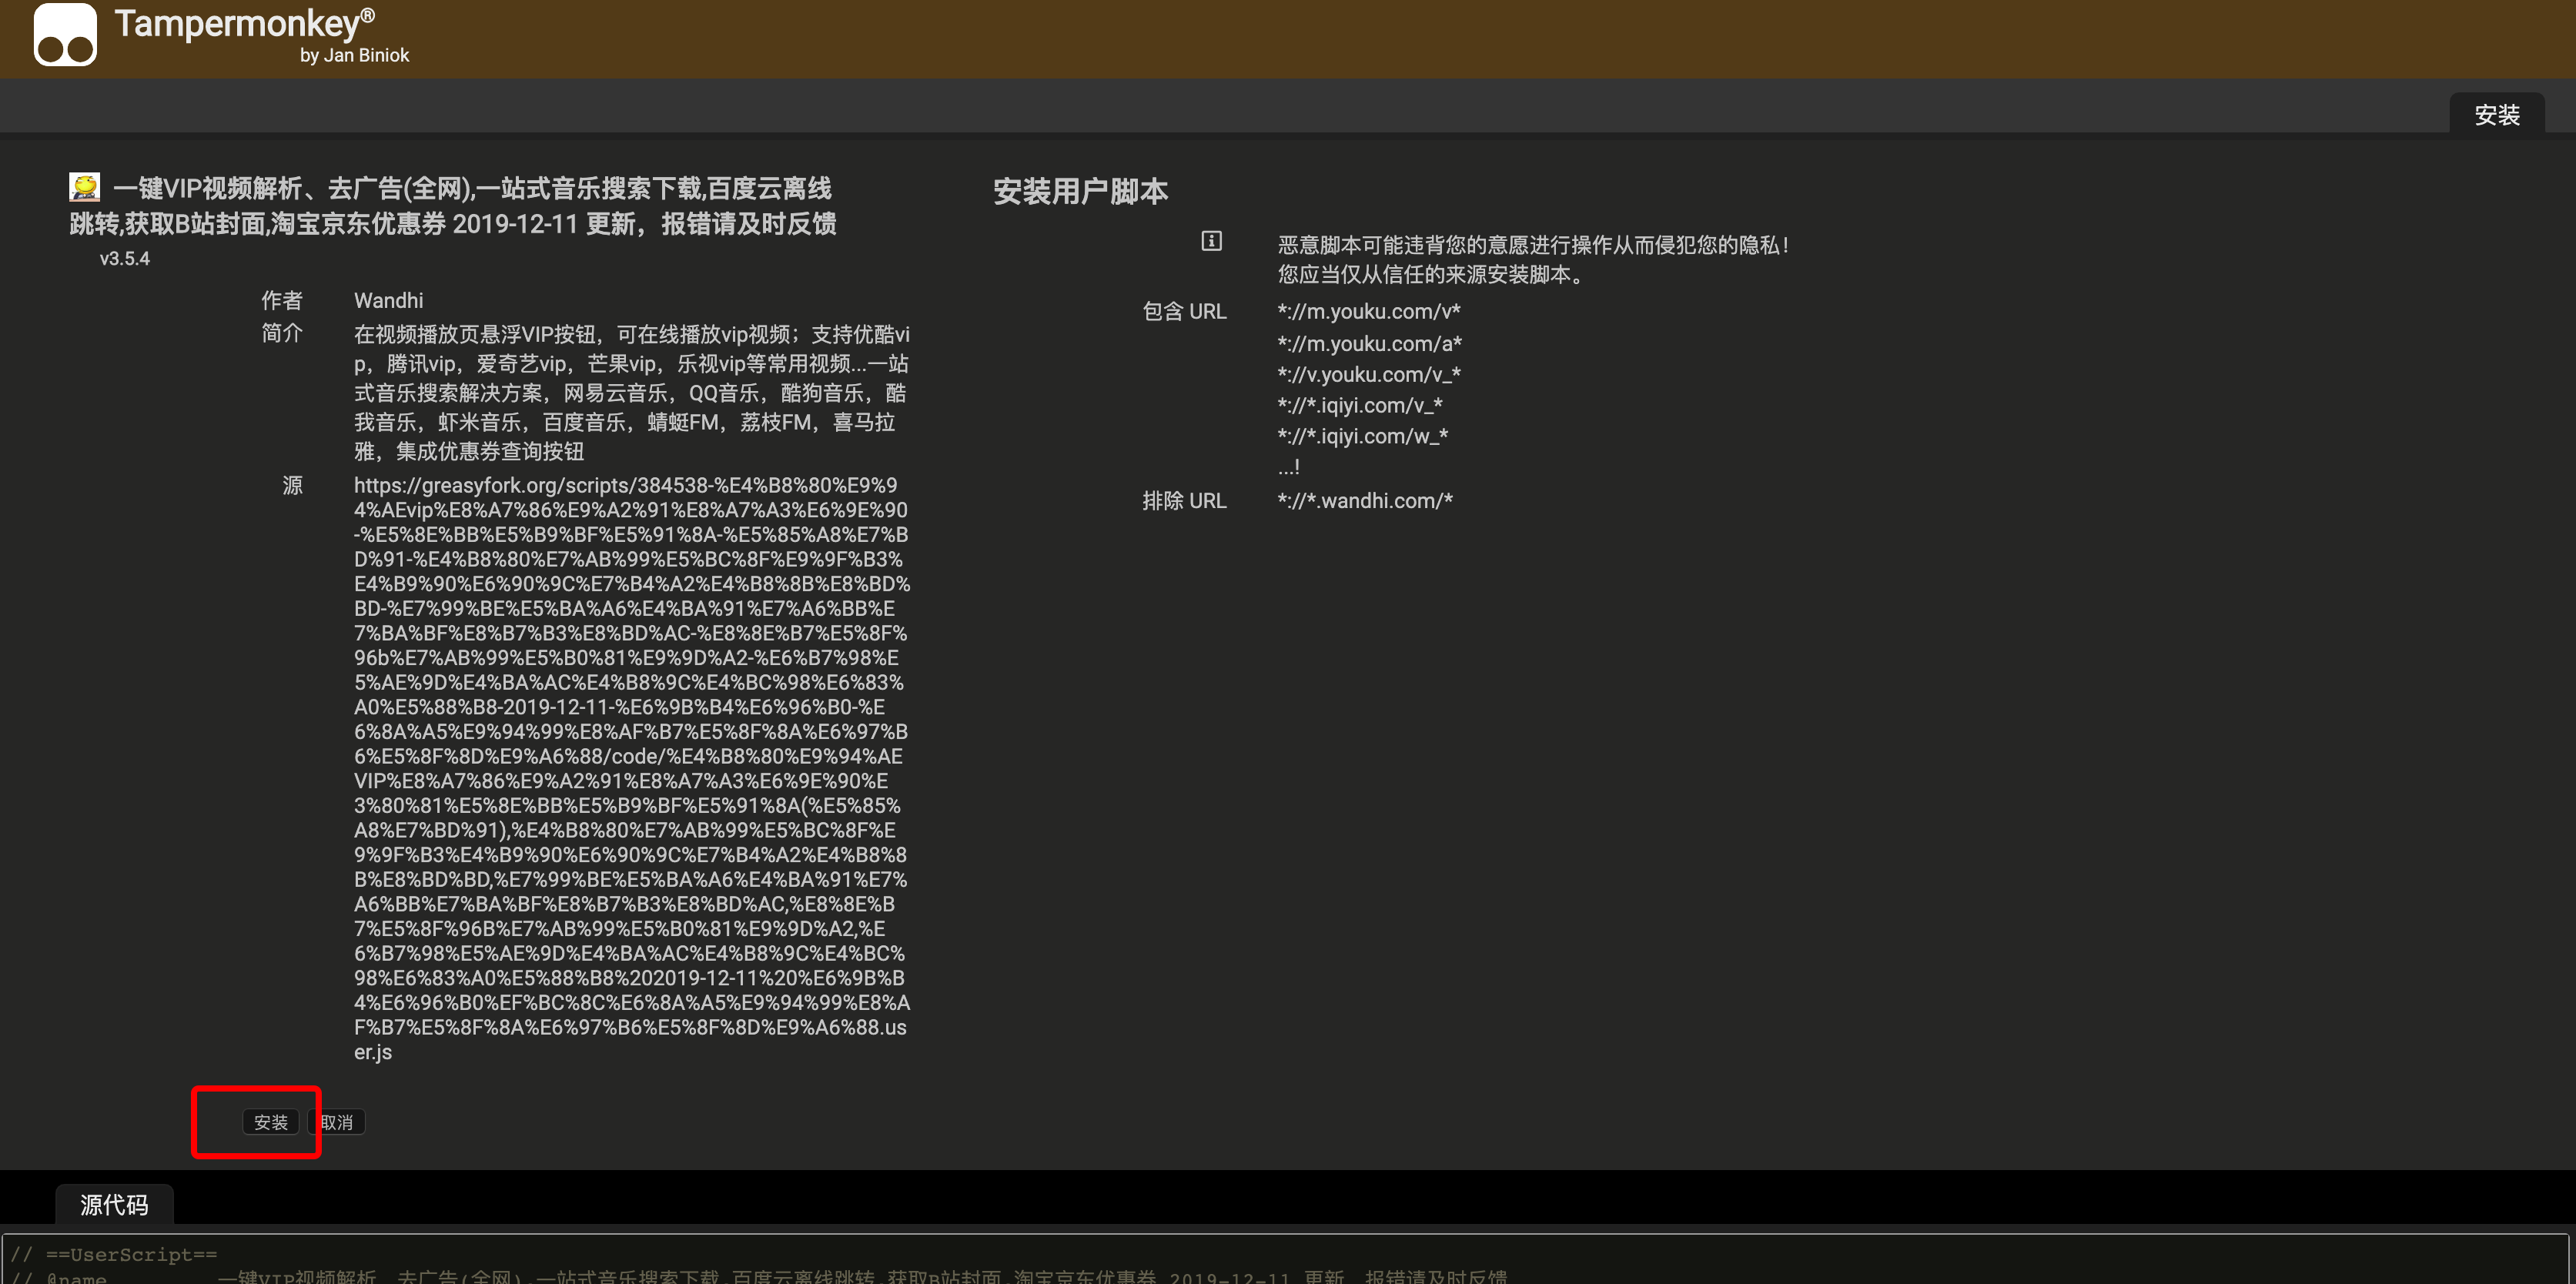 Tampermonkey®
by Jan Biniok
安装
一键VIP视频解析、去广告(全网),一站式音乐搜索下载,百度云离线
跳转,获取B站封面,淘宝京东优惠券 2019-12-11 更新，报错请及时反馈
v3.5.4
作者 Wandhi
简介 在视频播放页悬浮VIP按钮，可在线播放vip视频；支持优酷vi
p，腾讯vip，爱奇艺vip，芒果vip，乐视vip等常用视频...一站
式音乐搜索解决方案，网易云音乐，QQ音乐，酷狗音乐，酷
我音乐，虾米音乐，百度音乐，蜻蜓FM，荔枝FM，喜马拉
雅，集成优惠券查询按钮
源 https://greasyfork.org/scripts/384538-%E4%B8%80%E9%9
4%AEvip%E8%A7%86%E9%A2%91%E8%A7%A3%E6%9E%90
-%E5%8E%BB%E5%B9%BF%E5%91%8A-%E5%85%A8%E7%B
D%91-%E4%B8%80%E7%AB%99%E5%BC%8F%E9%9F%B3%
E4%B9%90%E6%90%9C%E7%B4%A2%E4%B8%8B%E8%BD%
BD-%E7%99%BE%E5%BA%A6%E4%BA%91%E7%A6%BB%E
7%BA%BF%E8%B7%B3%E8%BD%AC-%E8%8E%B7%E5%8F%
96b%E7%AB%99%E5%B0%81%E9%9D%A2-%E6%B7%98%E
5%AE%9D%E4%BA%AC%E4%B8%9C%E4%BC%98%E6%83%
A0%E5%88%B8-2019-12-11-%E6%9B%B4%E6%96%B0-%E
6%8A%A5%E9%94%99%E8%AF%B7%E5%8F%8A%E6%97%B
6%E5%8F%8D%E9%A6%88/code/%E4%B8%80%E9%94%AE
VIP%E8%A7%86%E9%A2%91%E8%A7%A3%E6%9E%90%E
3%80%81%E5%8E%BB%E5%B9%BF%E5%91%8A(%E5%85%
A8%E7%BD%91),%E4%B8%80%E7%AB%99%E5%BC%8F%E
9%9F%B3%E4%B9%90%E6%90%9C%E7%B4%A2%E4%B8%8
B%E8%BD%BD,%E7%99%BE%E5%BA%A6%E4%BA%91%E7%
A6%BB%E7%BA%BF%E8%B7%B3%E8%BD%AC,%E8%8E%B
7%E5%8F%96B%E7%AB%99%E5%B0%81%E9%9D%A2,%E
6%B7%98%E5%AE%9D%E4%BA%AC%E4%B8%9C%E4%BC%
98%E6%83%A0%E5%88%B8%202019-12-11%20%E6%9B%B
4%E6%96%B0%EF%BC%8C%E6%8A%A5%E9%94%99%E8%A
F%B7%E5%8F%8A%E6%97%B6%E5%8F%8D%E9%A6%88.us
er.js
安装 取消
安装用户脚本
恶意脚本可能违背您的意愿进行操作从而侵犯您的隐私！
您应当仅从信任的来源安装脚本。
包含 URL *://m.youku.com/v*
*://m.youku.com/a*
*://v.youku.com/v_*
*://*.iqiyi.com/v_*
*://*.iqiyi.com/w_*
...!
排除 URL *://*.wandhi.com/*
源代码
// ==UserScript==
// @name 一键VIP视频解析、去广告(全网),一站式音乐搜索下载,百度云离线跳转,获取B站封面,淘宝京东优惠券 2019-12-11 更新，报错请及时反馈